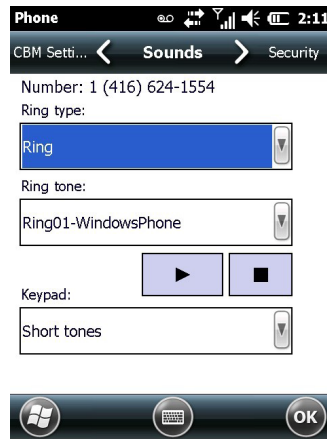 Phone 2:11
CBM Setti... Sounds Security
Number: 1 (416) 624-1554
Ring type:
Ring
Ring tone:
Ring01-WindowsPhone
Keypad:
Short tones
OK